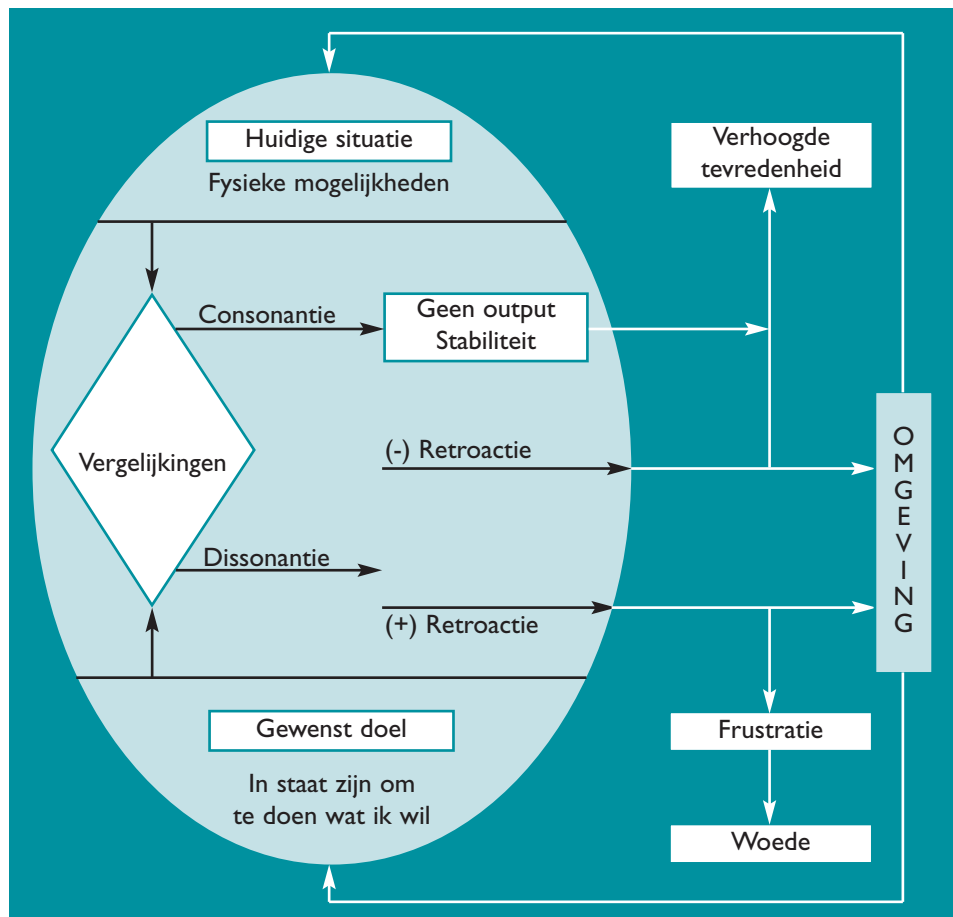 Huidige situatie
Fysieke mogelijkheden
Verhoogde
tevredenheid
Consonantie
Geen output
Stabiliteit
Vergelijkingen
(-) Retroactie
Dissonantie
(+) Retroactie
OMGEVING
Gewenst doel
In staat zijn om
te doen wat ik wil
Frustratie
Woede